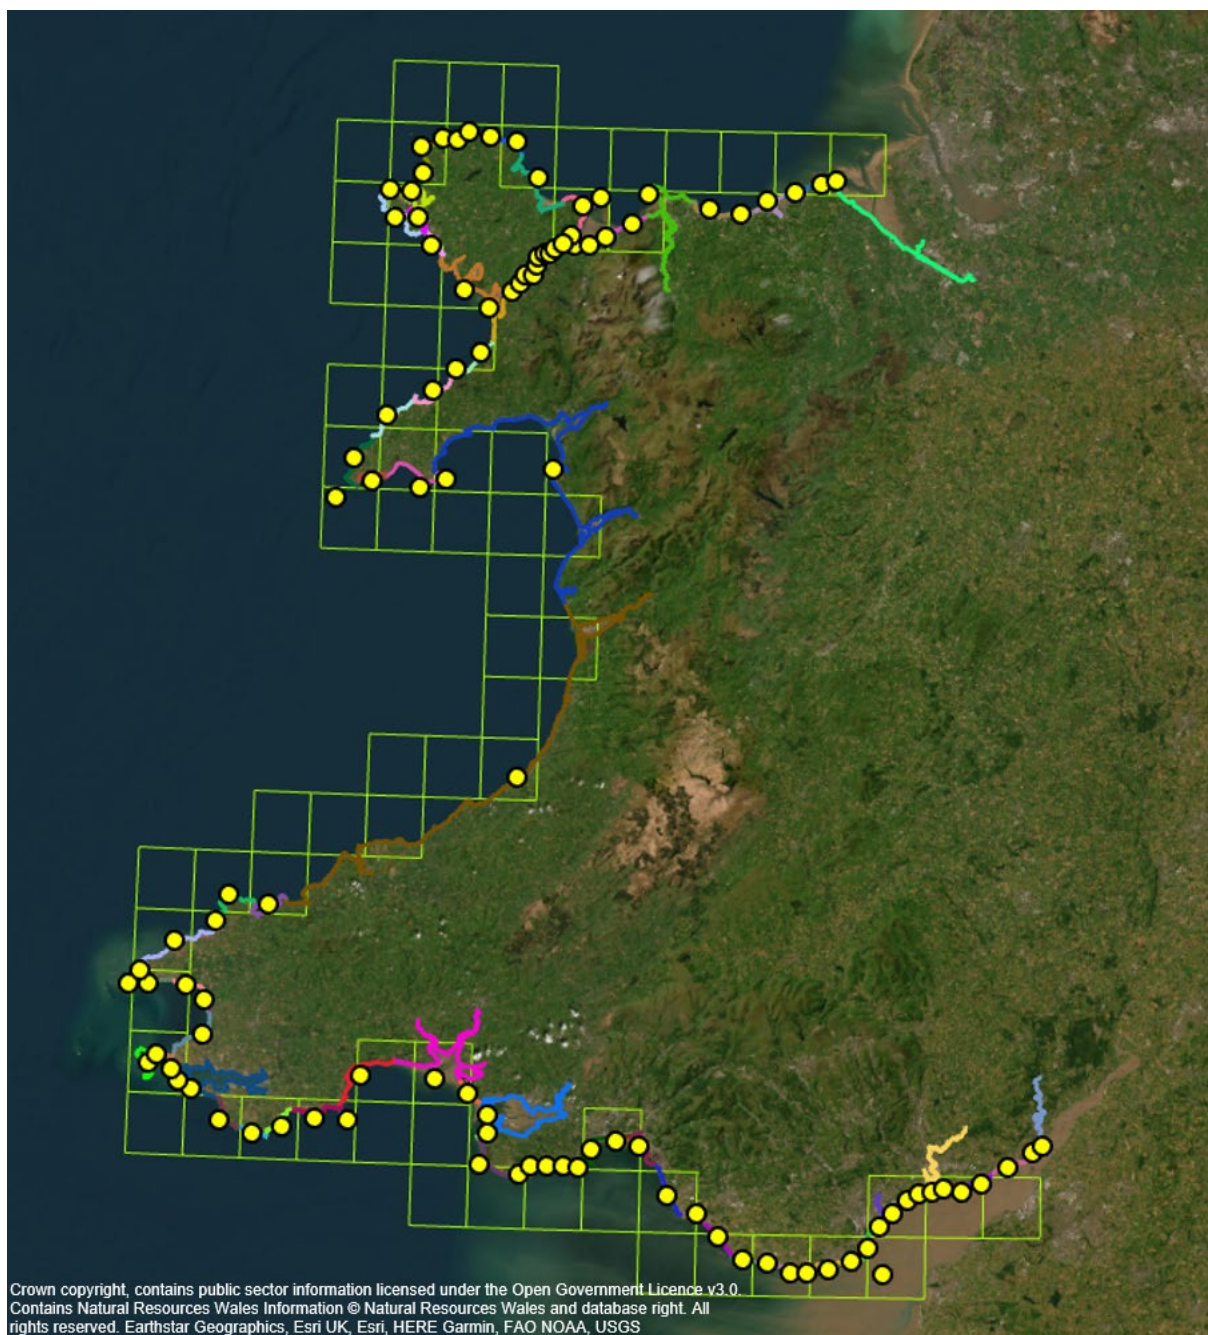 Crown copyright, contains public sector information licensed under the Open Government Licence v3.0.
Contains Natural Resources Wales Information © Natural Resources Wales and database right. All
rights reserved. Earthstar Geographics, Esri UK, Esri, HERE Garmin, FAO NOAA, USGS